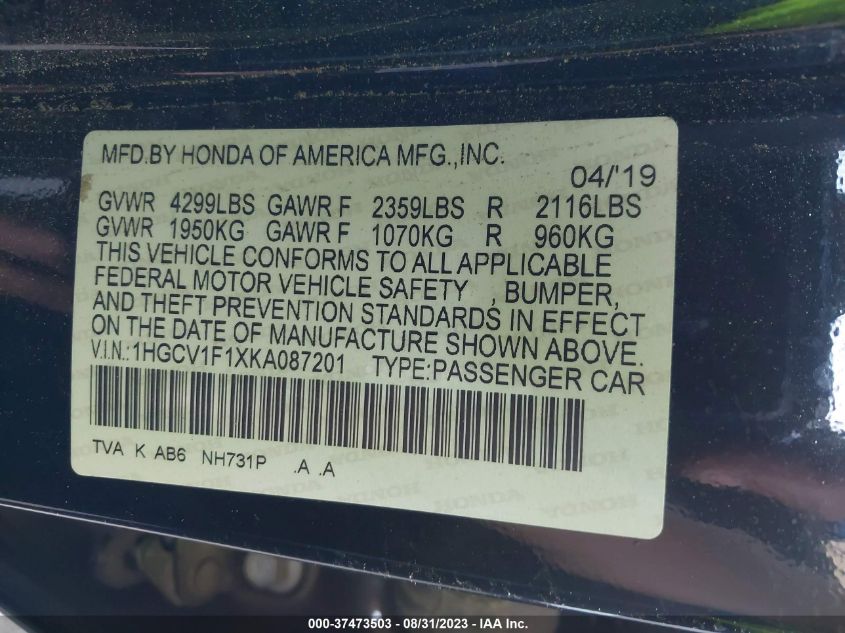 MFD.BY HONDA OF AMERICA MFG.,INC.
04/'19
GVWR 4299LBS GAWR F 2359LBS R 2116LBS
GVWR 1950KG GAWR F 1070KG R 960KG
THIS VEHICLE CONFORMS TO ALL APPLICABLE
FEDERAL MOTOR VEHICLE SAFETY , BUMPER,
AND THEFT PREVENTION STANDARDS IN EFFECT
ON THE DATE OF MANUFACTURE SHOWN ABOVE.
V.I.N.:1HGCV1F1XKA087201 TYPE:PASSENGER CAR
TVA K AB6 NH731P .A .A
HONDA HONDA
000-37473503 - 08/31/2023 - IAA Inc.